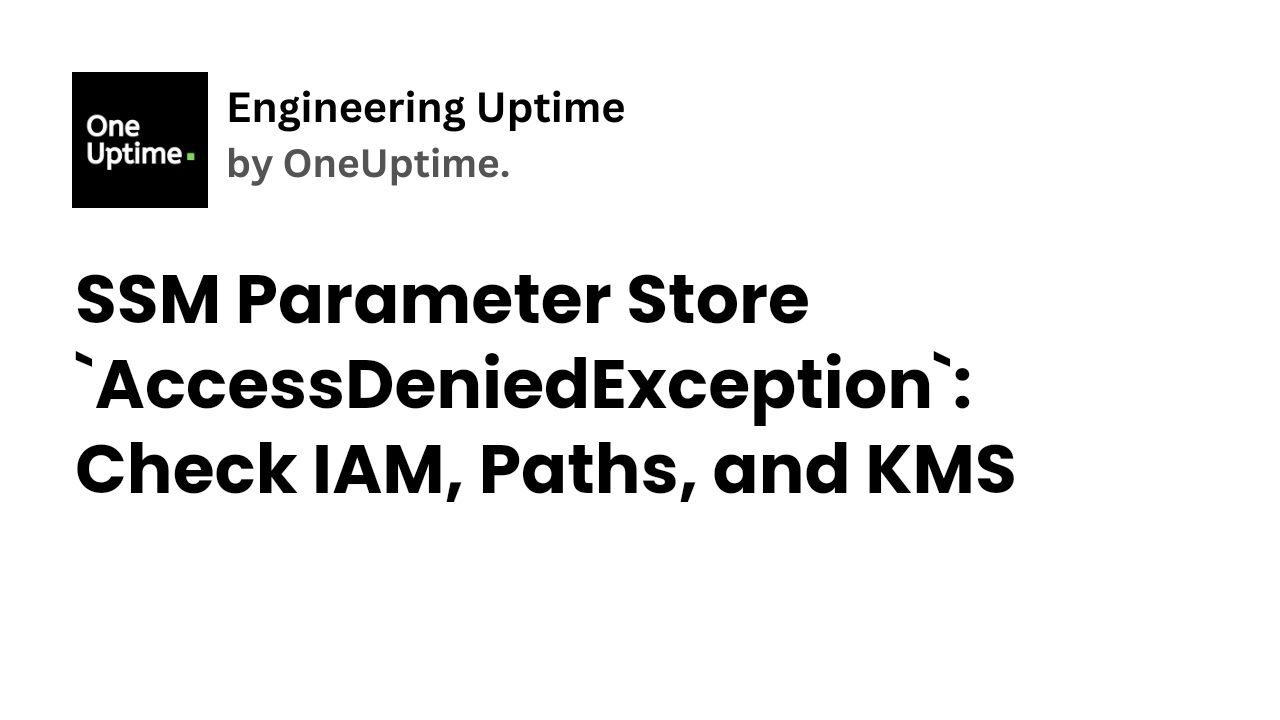 One
Uptime.
Engineering Uptime
by OneUptime.
SSM Parameter Store
`AccessDeniedException`:
Check IAM, Paths, and KMS